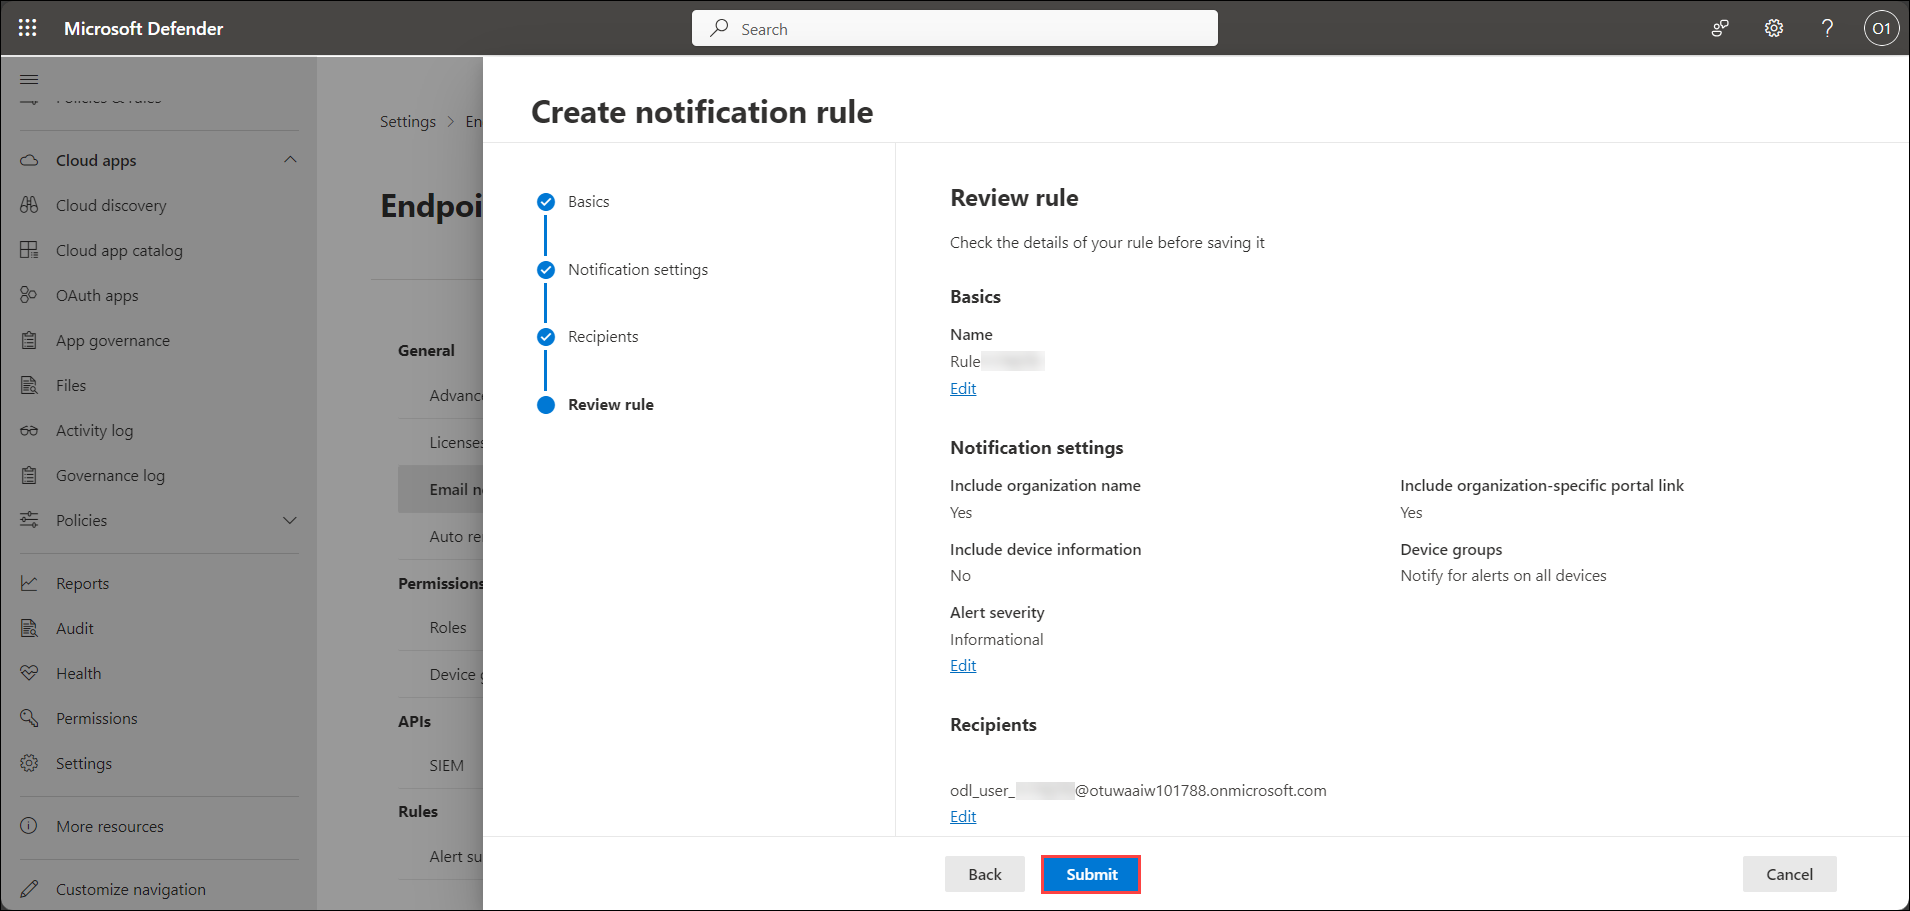 Microsoft Defender
Search
O1
Policies & rules
Cloud apps
Cloud discovery
Cloud app catalog
OAuth apps
App governance
Files
Activity log
Governance log
Policies
Reports
Audit
Health
Permissions
Settings
More resources
Customize navigation
Settings > En
Endpoi
General
Advance
Licenses
Email n
Auto re
Permissions
Roles
Device g
APIs
SIEM
Rules
Alert su
Create notification rule
Basics
Notification settings
Recipients
Review rule
Review rule
Check the details of your rule before saving it
Basics
Name
Rule
Edit
Notification settings
Include organization name
Yes
Include organization-specific portal link
Yes
Include device information
No
Device groups
Notify for alerts on all devices
Alert severity
Informational
Edit
Recipients
odl_user_ @otuwaaiw101788.onmicrosoft.com
Edit
Back
Submit
Cancel